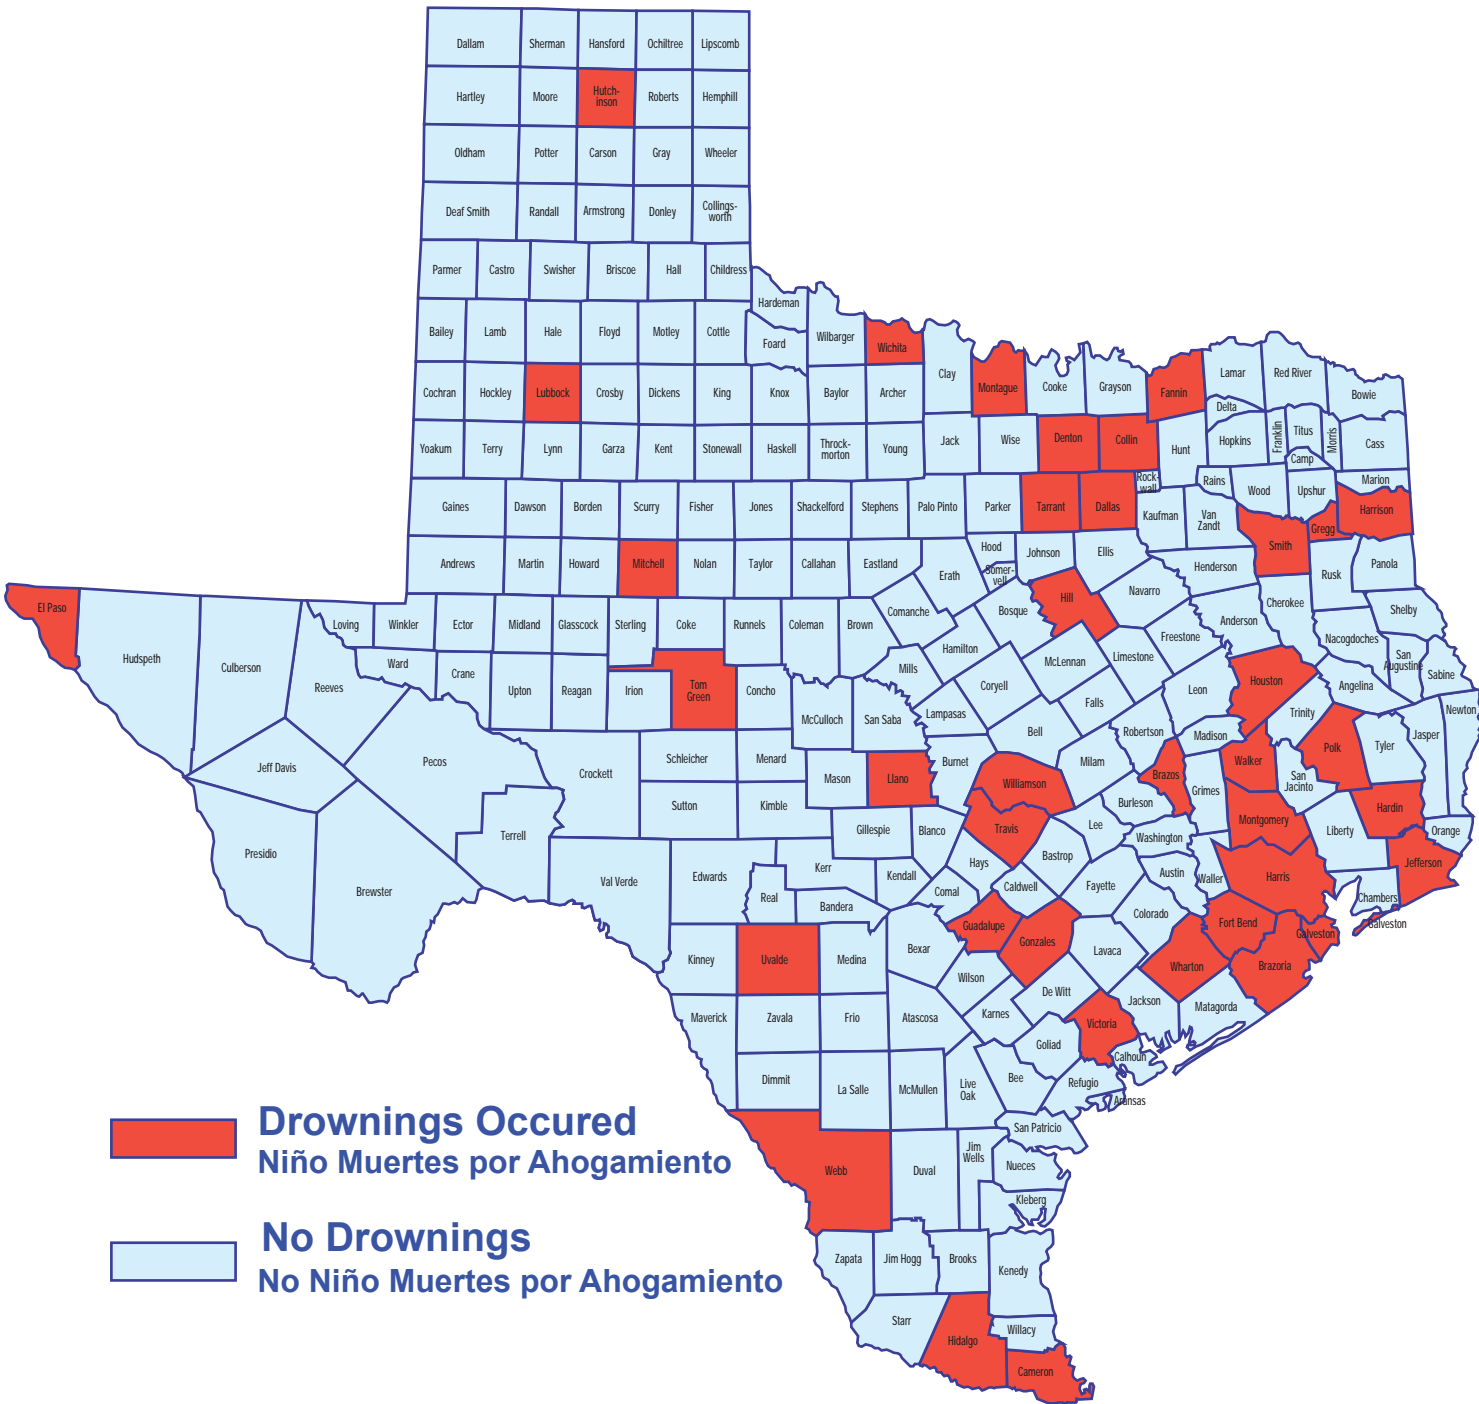 Dallam Sherman Hansford Ochiltree Lipscomb
Hartley Moore Hutch-
inson Roberts Hemphill
Oldham Potter Carson Gray Wheeler
Deaf Smith Randall Armstrong Donley Collings-
worth
Parmer Castro Swisher Briscoe Hall Childress
Hardeman
Bailey Lamb Hale Floyd Motley Cottle Foard Wilbarger Wichita
Cochran Hockley Lubbock Crosby Dickens King Knox Baylor Archer Clay Montague Cooke Grayson Fannin Lamar Red River Bowie
Delta
Yoakum Terry Lynn Garza Kent Stonewall Haskell Throck-
morton Young Jack Wise Denton Collin Hunt Hopkins Franklin Titus Morris Cass
Camp
Rock-
wall Rains Wood Upshur Marion
Gaines Dawson Borden Scurry Fisher Jones Shackelford Stephens Palo Pinto Parker Tarrant Dallas Kaufman Van
Zandt Gregg Harrison
Andrews Martin Howard Mitchell Nolan Taylor Callahan Eastland Erath Hood Johnson Ellis Henderson Smith Rusk Panola
Somer-
vell
El Paso Hudspeth Culberson Reeves Loving Winkler Ector Midland Glasscock Sterling Coke Runnels Coleman Brown Comanche Bosque Hill Navarro Anderson Cherokee Shelby
Hamilton Freestone Nacogdoches
Ward Crane Upton Reagan Irion Tom
Green Concho Mills McLennan Limestone Houston San
Augustine Sabine
McCulloch San Saba Lampasas Coryell Falls Leon Angelina Newton
Trinity
Jeff Davis Pecos Crockett Schleicher Menard Mason Llano Burnet Bell Milam Robertson Madison Walker Polk Tyler Jasper
Brazos Grimes San
Jacinto
Presidio Brewster Terrell Sutton Kimble Gillespie Blanco Williamson Travis Burleson Lee Washington Montgomery Liberty Hardin Orange
Val Verde Edwards Real Kerr Kendall Hays Bastrop Austin Waller Harris Jefferson
Bandera Comal Caldwell Fayette Colorado Chambers
Guadalupe Gonzales Fort Bend Galveston Galveston
Kinney Uvalde Medina Bexar Wilson Lavaca Wharton Brazoria
Maverick Zavala Frio Atascosa Karnes De Witt Victoria Jackson Matagorda
Goliad Calhoun
Dimmit La Salle McMullen Live
Oak Bee Refugio Aransas
San Patricio
Webb Duval Jim
Wells Nueces
Kleberg
Zapata Jim Hogg Brooks Kenedy
Starr Hidalgo Willacy
Cameron
Drownings Occured
Niño Muertes por Ahogamiento
No Drownings
No Niño Muertes por Ahogamiento